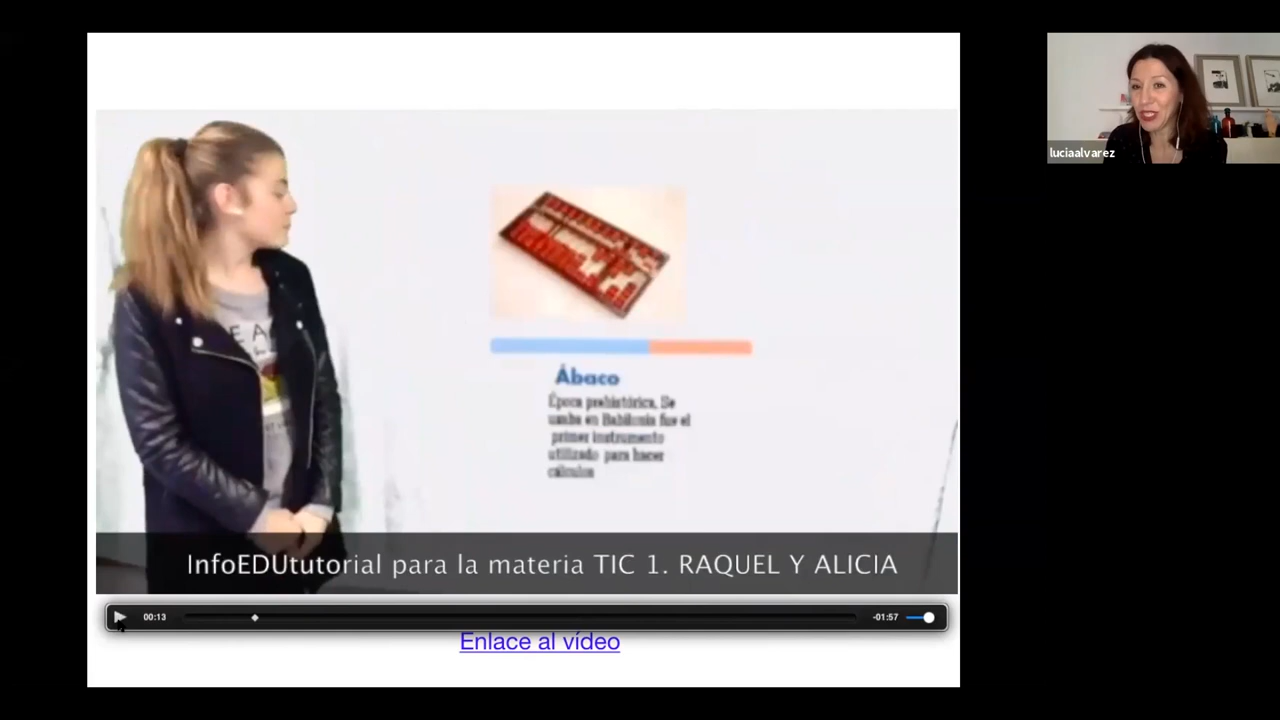 luciaalvarez
EA
Ábaco
Época prehistórica. Se
usaba en Babilonia fue el
primer instrumento
utilizado para hacer
cálculos
InfoEDUtutorial para la materia TIC 1. RAQUEL Y ALICIA
00:13
-01:57
Enlace al vídeo